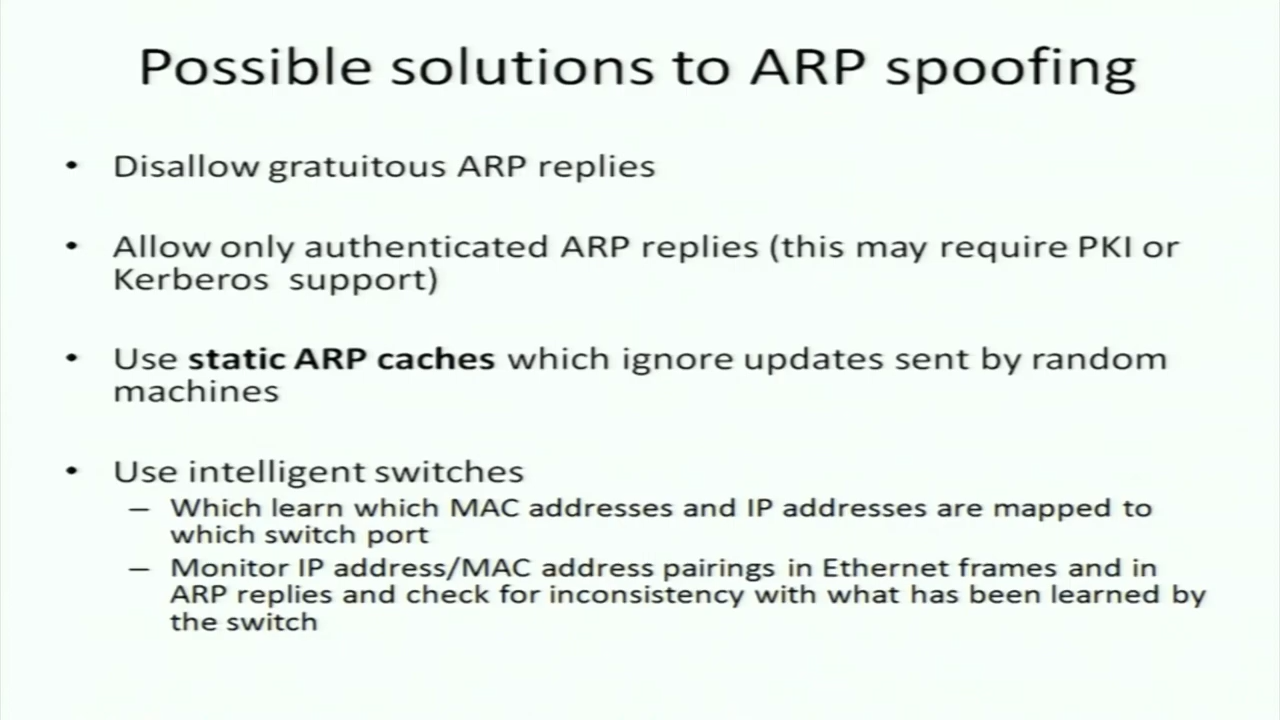 Possible solutions to ARP spoofing
• Disallow gratuitous ARP replies
• Allow only authenticated ARP replies (this may require PKI or
Kerberos support)
• Use static ARP caches which ignore updates sent by random
machines
• Use intelligent switches
– Which learn which MAC addresses and IP addresses are mapped to
which switch port
– Monitor IP address/MAC address pairings in Ethernet frames and in
ARP replies and check for inconsistency with what has been learned by
the switch